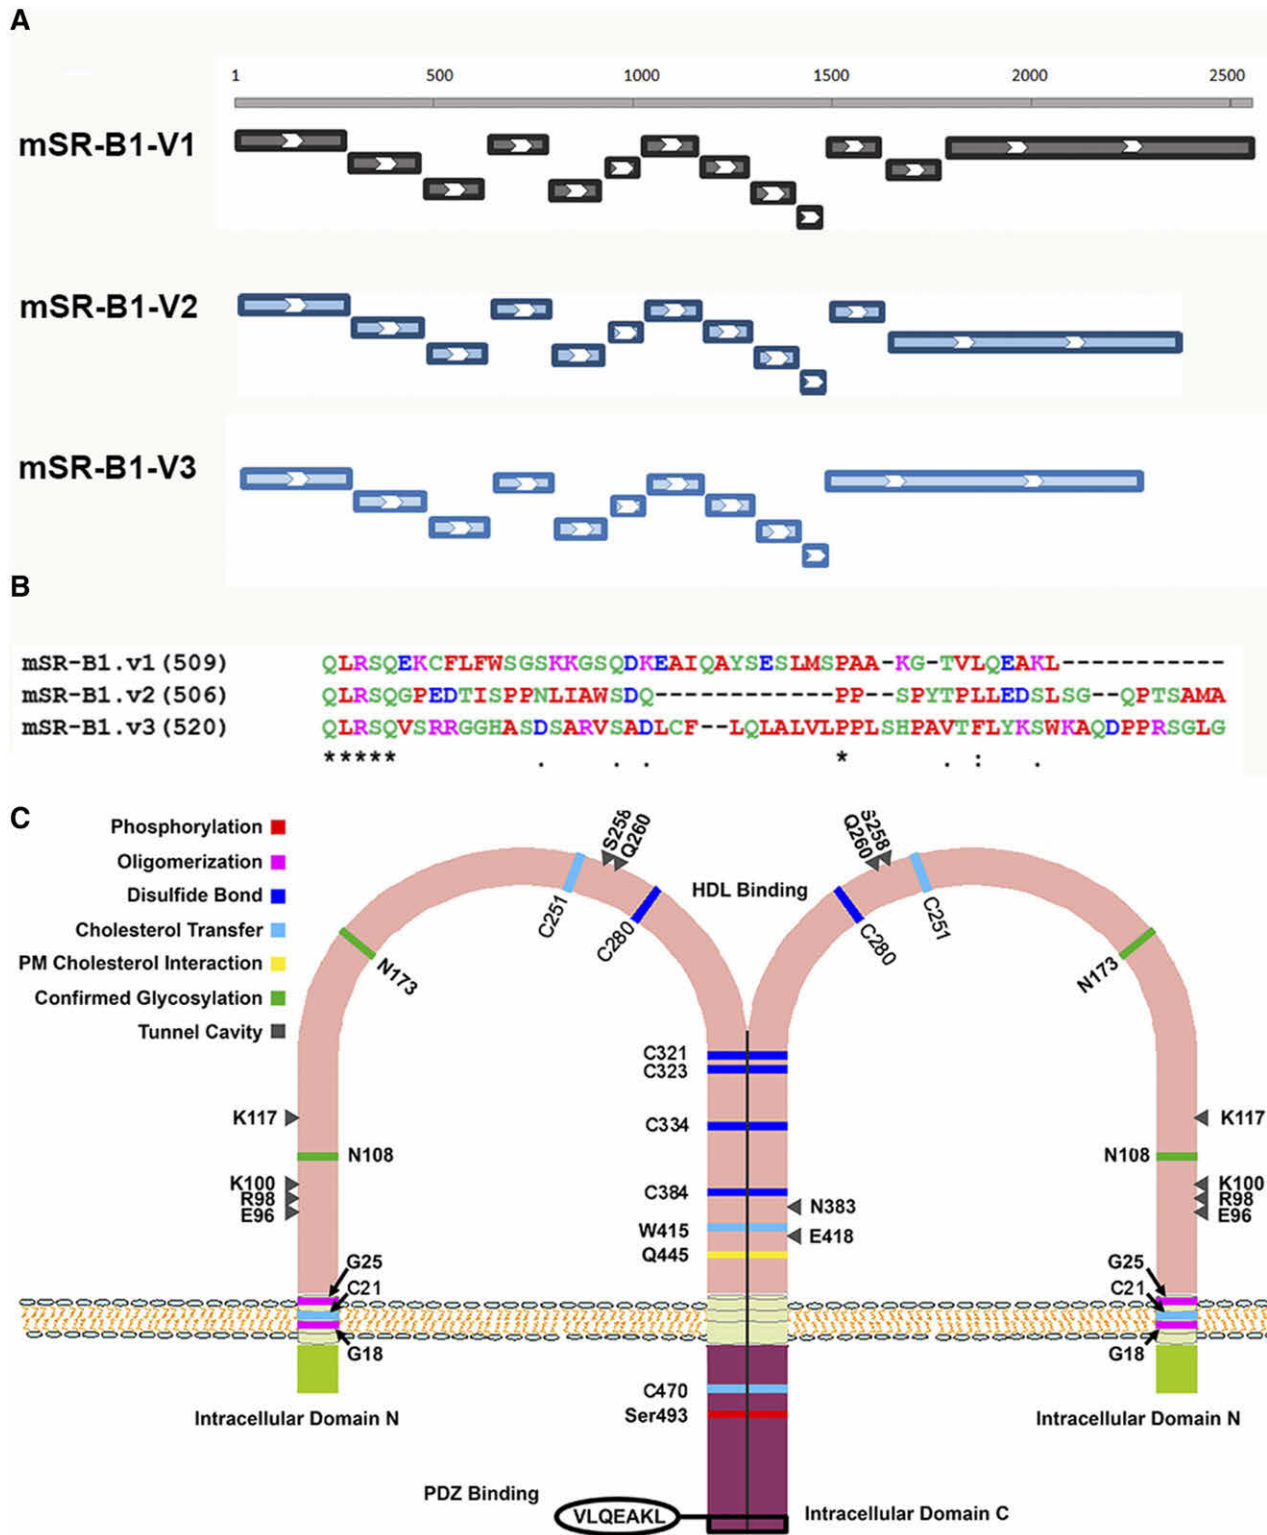 A
1 500 1000 1500 2000 2500
mSR-B1-V1
mSR-B1-V2
mSR-B1-V3
B
mSR-B1.v1(509) QLRSQEKCFLFWSGSKKGSQDKEAIQAYSESLMSPAA-KG-TVLQEAKL-----------
mSR-B1.v2(506) QLRSQGPEDTISPPNLIAWSDQ------------PP--SPYTPLLEDSLSG--QPTSAMA
mSR-B1.v3(520) QLRSQVSRRGGHASDSARVSADLCF--LQLALVLPPLSHPAVTFLYKSWKAQDPPRSGLG
***** . . . * . : .
C
Phosphorylation
Oligomerization
Disulfide Bond
Cholesterol Transfer
PM Cholesterol Interaction
Confirmed Glycosylation
Tunnel Cavity
S258
Q260
C251
C280
N173
HDL Binding
Q260
S258
C280
C251
N173
C321
C323
K117
C334
K117
N108
N108
K100
R98
E96
C384
N383
W415
E418
Q445
K100
R98
E96
G25
C21
G18
G25
C21
G18
C470
Ser493
Intracellular Domain N
Intracellular Domain N
PDZ Binding
VLQEAKL
Intracellular Domain C